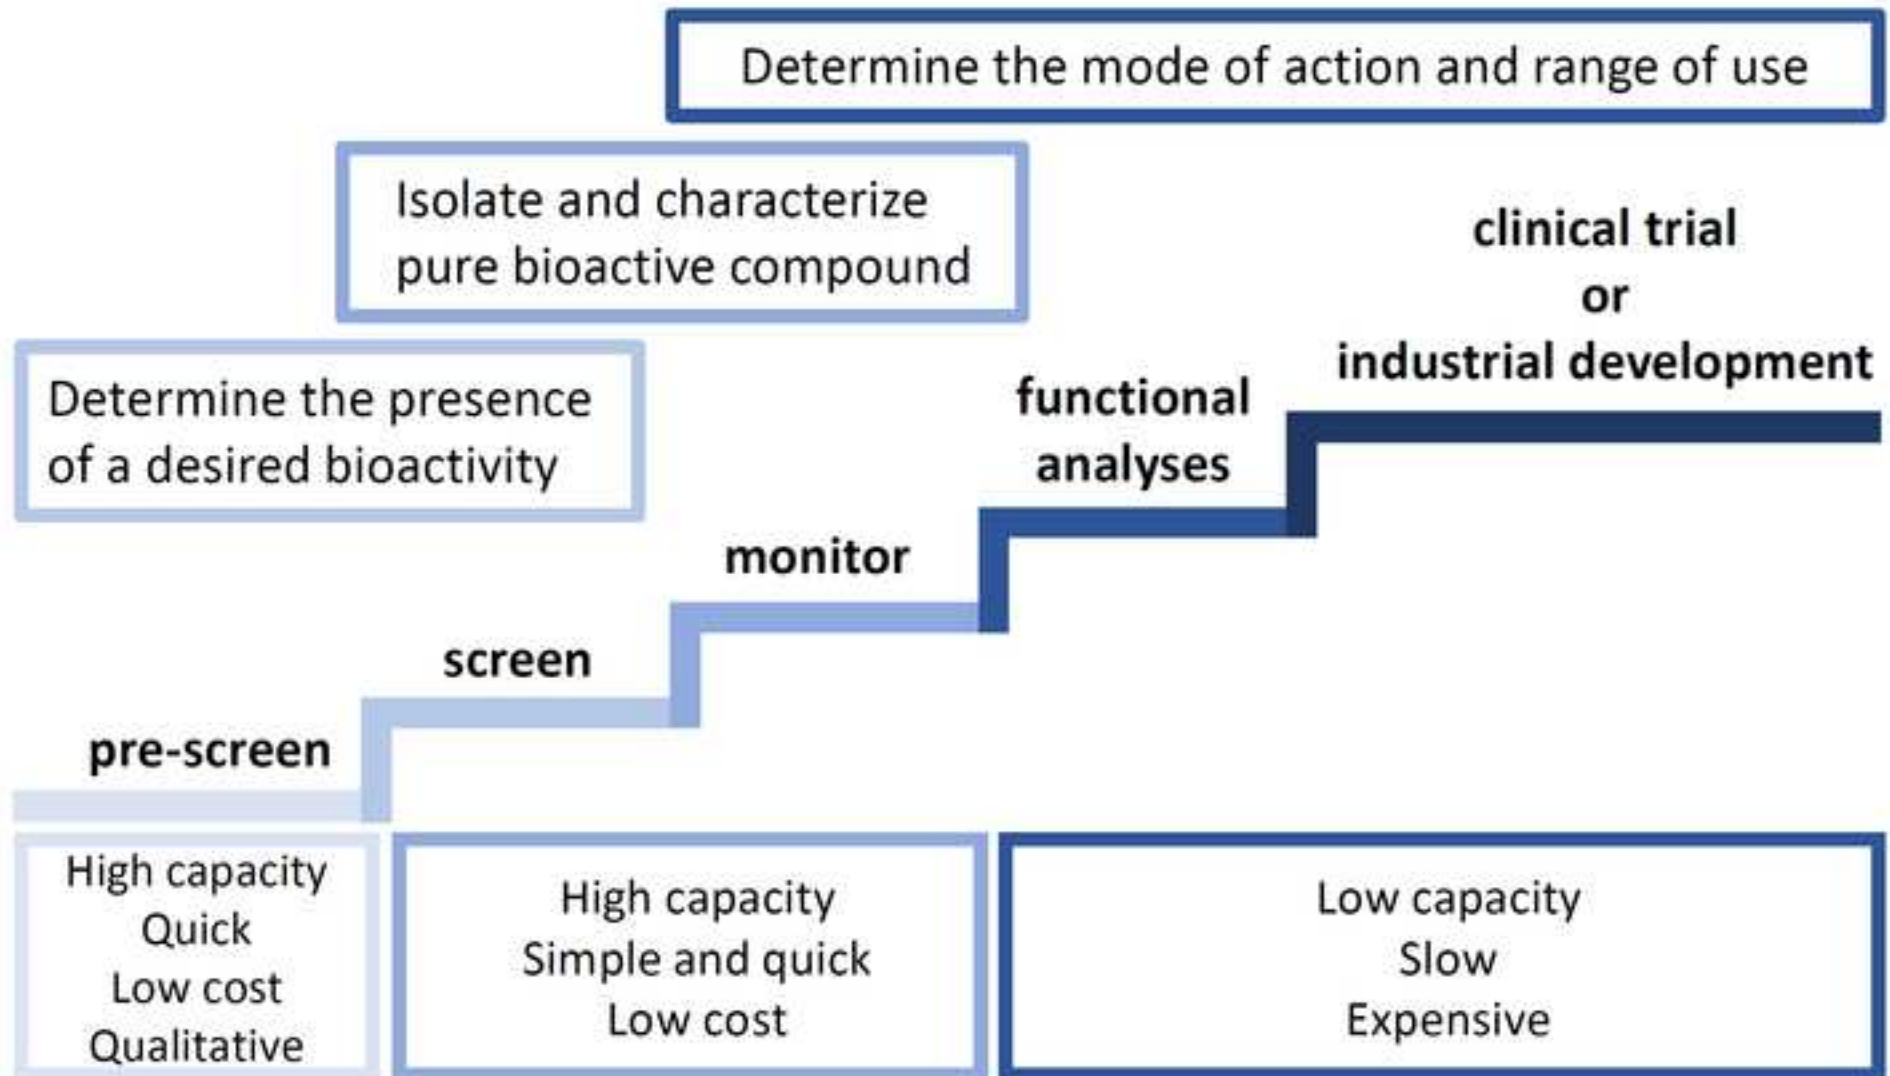 Determine the mode of action and range of use
Isolate and characterize
pure bioactive compound
clinical trial
or
industrial development
Determine the presence
of a desired bioactivity
functional
analyses
monitor
screen
pre-screen
High capacity
Quick
Low cost
Qualitative
High capacity
Simple and quick
Low cost
Low capacity
Slow
Expensive